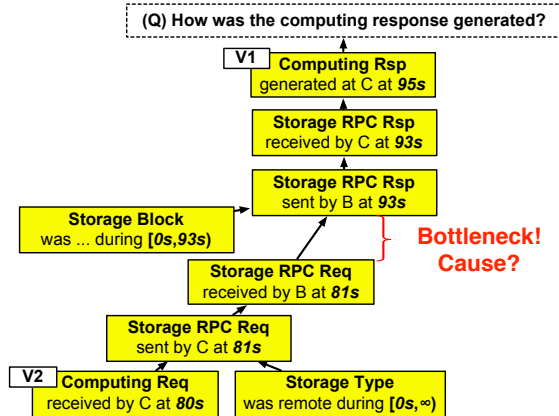 (Q) How was the computing response generated?
V1
Computing Rsp
generated at C at 95s
Storage RPC Rsp
received by C at 93s
Storage RPC Rsp
sent by B at 93s
Storage Block
was ... during [0s,93s)
Bottleneck!
Cause?
Storage RPC Req
received by B at 81s
Storage RPC Req
sent by C at 81s
V2
Computing Req
received by C at 80s
Storage Type
was remote during [0s,∞)